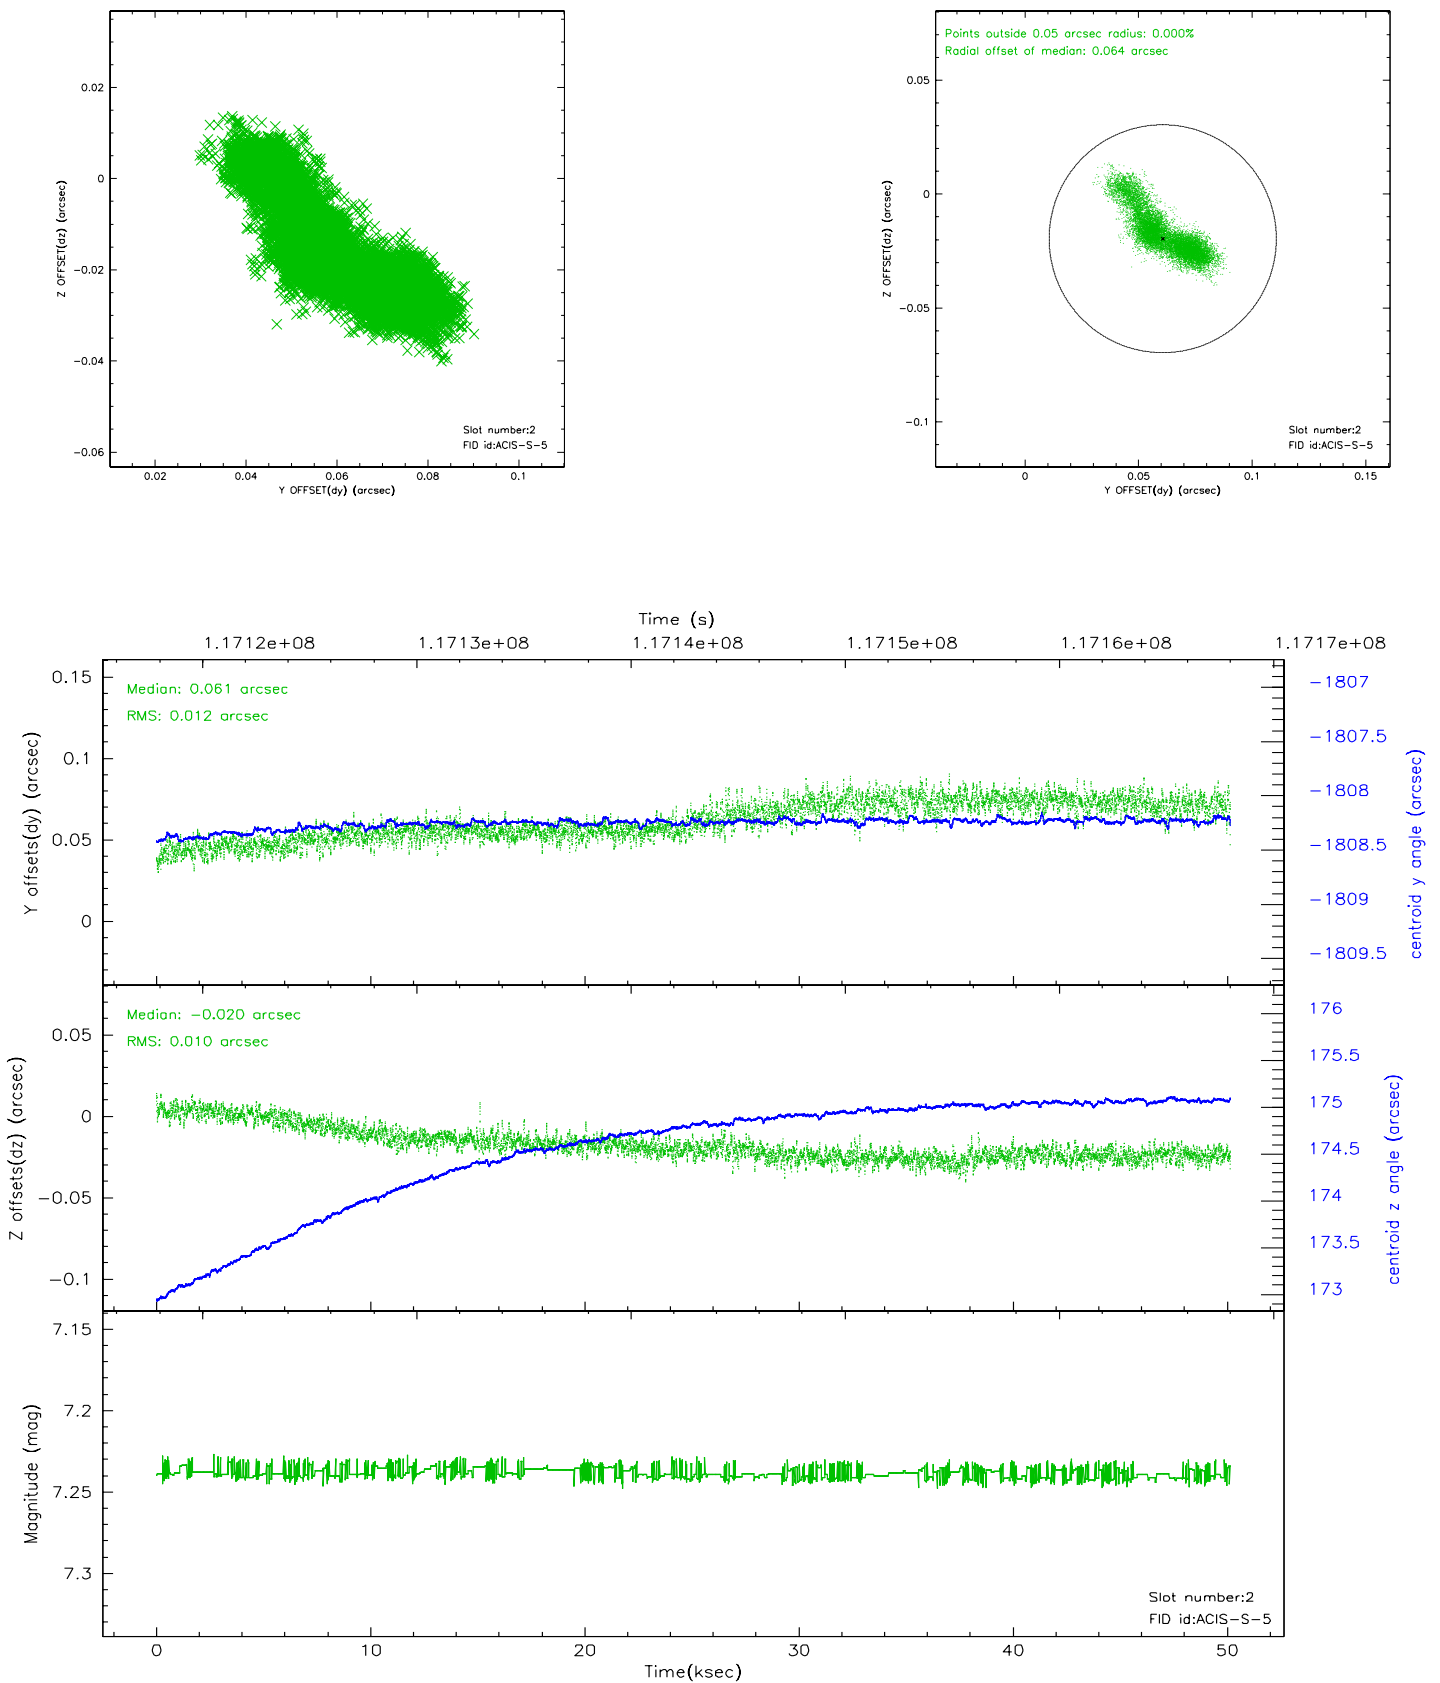 0.02
0
-0.02
-0.04
-0.06
Z OFFSET(dz) (arcsec)
Slot number:2
FID id:ACIS-S-5
0.02 0.04 0.06 0.08 0.1
Y OFFSET(dy) (arcsec)
Points outside 0.05 arcsec radius: 0.000%
Radial offset of median: 0.064 arcsec
0.05
0
-0.05
-0.1
Z OFFSET(dz) (arcsec)
Slot number:2
FID id:ACIS-S-5
0 0.05 0.1 0.15
Y OFFSET(dy) (arcsec)
Time (s)
1.1712e+08 1.1713e+08 1.1714e+08 1.1715e+08 1.1716e+08 1.1717e+08
Median: 0.061 arcsec
RMS: 0.012 arcsec
0.15
0.1
0.05
0
Y offsets(dy) (arcsec)
-1807
-1807.5
-1808
-1808.5
-1809
-1809.5
centroid y angle (arcsec)
Median: -0.020 arcsec
RMS: 0.010 arcsec
0.05
0
-0.05
-0.1
Z offsets(dz) (arcsec)
176
175.5
175
174.5
174
173.5
173
centroid z angle (arcsec)
7.15
7.2
7.25
7.3
Magnitude (mag)
Slot number:2
FID id:ACIS-S-5
0 10 20 30 40 50
Time(ksec)